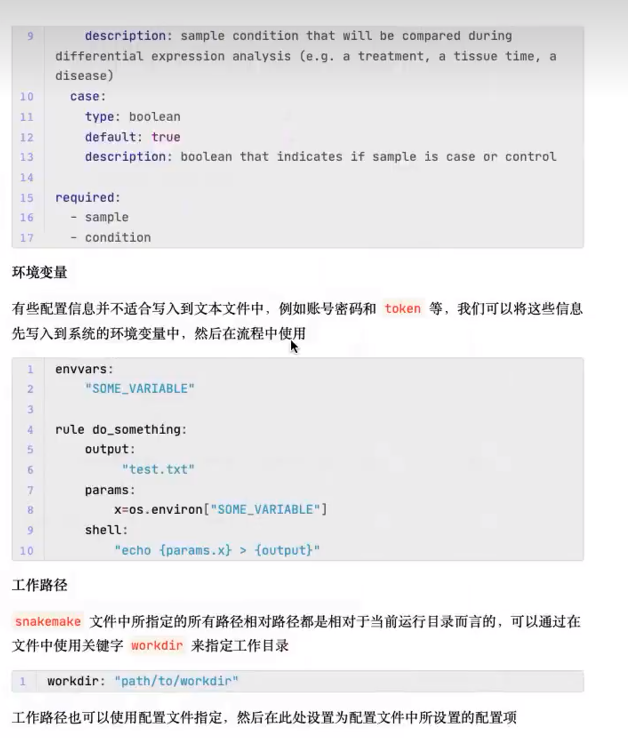 9 description: sample condition that will be compared during
differential expression analysis (e.g. a treatment, a tissue time, a
disease)
10 case:
11 type: boolean
12 default: true
13 description: boolean that indicates if sample is case or control
14
15 required:
16 - sample
17 - condition
环境变量
有些配置信息并不适合写入到文本文件中，例如账号密码和 token 等，我们可以将这些信息
先写入到系统的环境变量中，然后在流程中使用
1 envvars:
2 "SOME_VARIABLE"
3
4 rule do_something:
5 output:
6 "test.txt"
7 params:
8 x=os.environ["SOME_VARIABLE"]
9 shell:
10 "echo {params.x} > {output}"
工作路径
snakemake 文件中所指定的所有路径相对路径都是相对于当前运行目录而言的，可以通过在
文件中使用关键字 workdir 来指定工作目录
1 workdir: "path/to/workdir"
工作路径也可以使用配置文件指定，然后在此处设置为配置文件中所设置的配置项